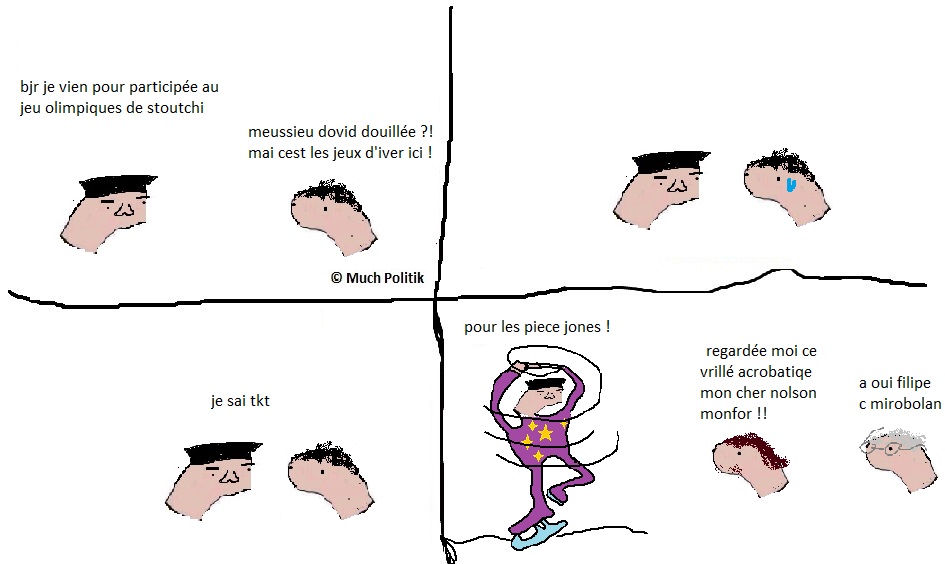 bjr je vien pour participée au
jeu olimpiques de stoutchi
meussieu dovid douillée ?!
mai cest les jeux d'iver ici !
© Much Politik
je sai tkt
pour les piece jones !
regardée moi ce
vrillé acrobatiqe
mon cher nolson
monfor !!
a oui filipe
c mirobolan